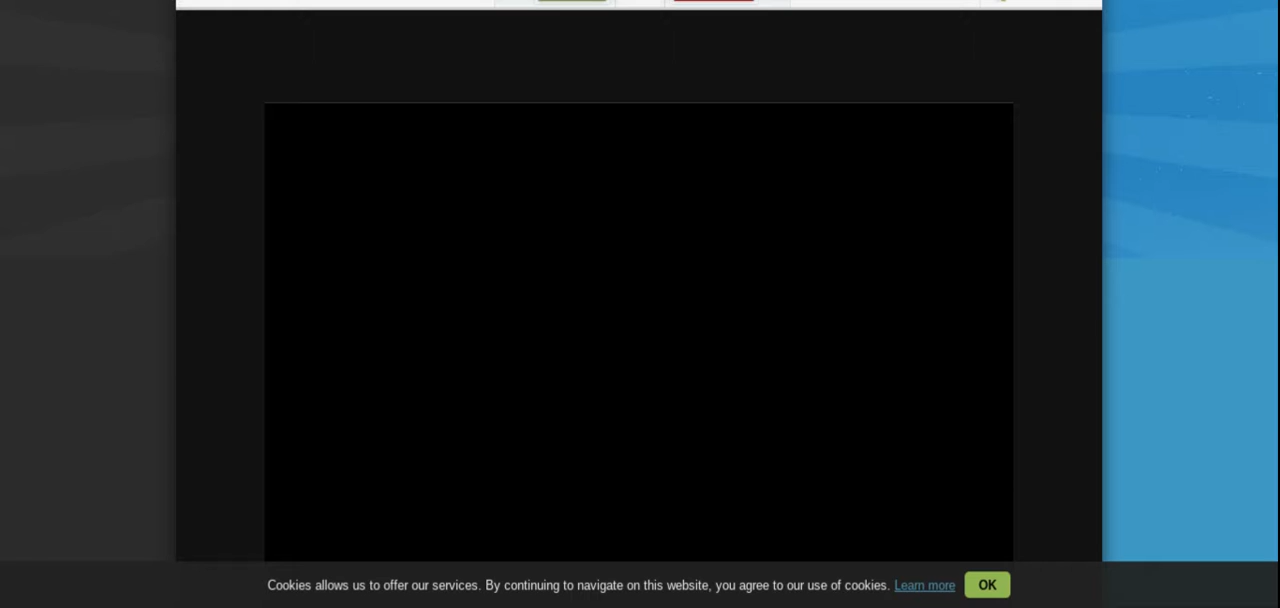 Cookies allows us to offer our services. By continuing to navigate on this website, you agree to our use of cookies. Learn more OK